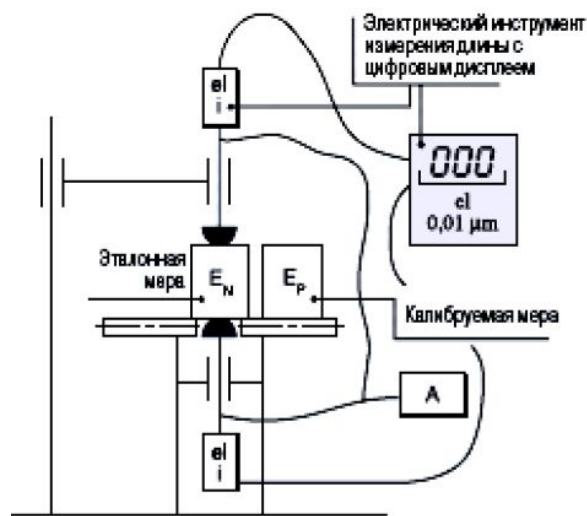 Электрический инструмент
измерения длины с
цифровым дисплеем
el
i
000
el
0,01 µm
Эталонная
мера
E_N
E_P
Калибруемая мера
A
el
i